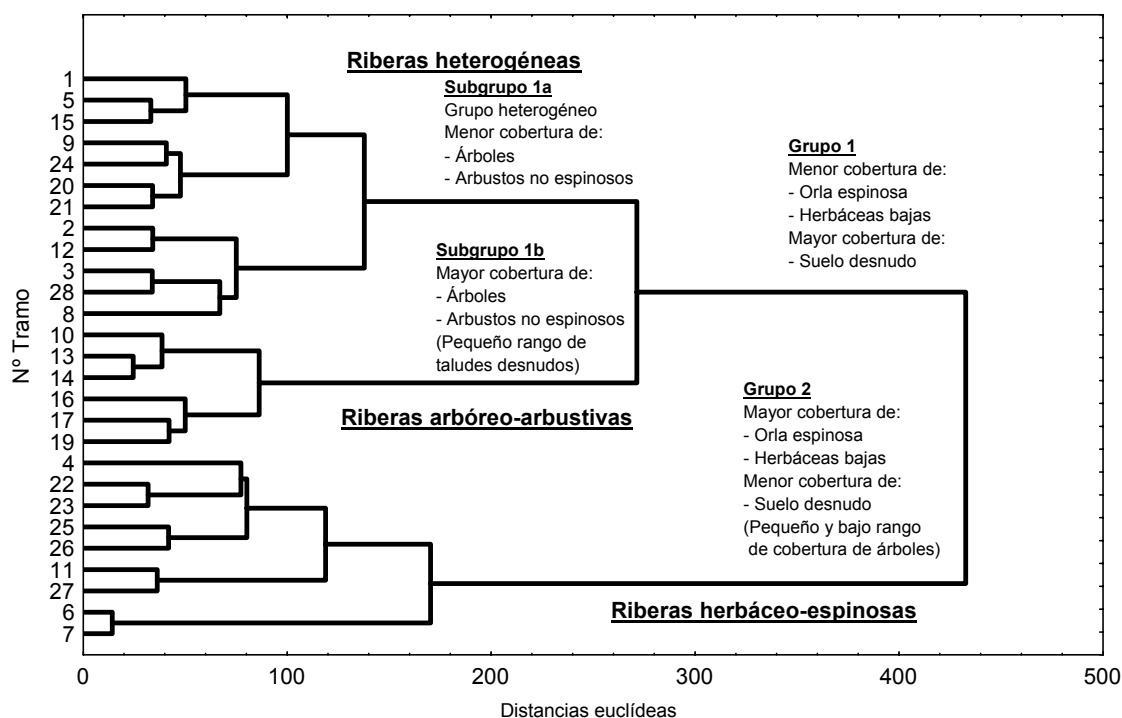 Riberas heterogéneas
Subgrupo 1a
Grupo heterogéneo
Menor cobertura de:
- Árboles
- Arbustos no espinosos
Grupo 1
Menor cobertura de:
- Orla espinosa
- Herbáceas bajas
Mayor cobertura de:
- Suelo desnudo
Subgrupo 1b
Mayor cobertura de:
- Árboles
- Arbustos no espinosos
(Pequeño rango de
taludes desnudos)
Riberas arbóreo-arbustivas
Grupo 2
Mayor cobertura de:
- Orla espinosa
- Herbáceas bajas
Menor cobertura de:
- Suelo desnudo
(Pequeño y bajo rango
de cobertura de árboles)
Riberas herbáceo-espinosas
Nº Tramo
1
5
15
9
24
20
21
2
12
3
28
8
10
13
14
16
17
19
4
22
23
25
26
11
27
6
7
0 100 200 300 400 500
Distancias euclídeas